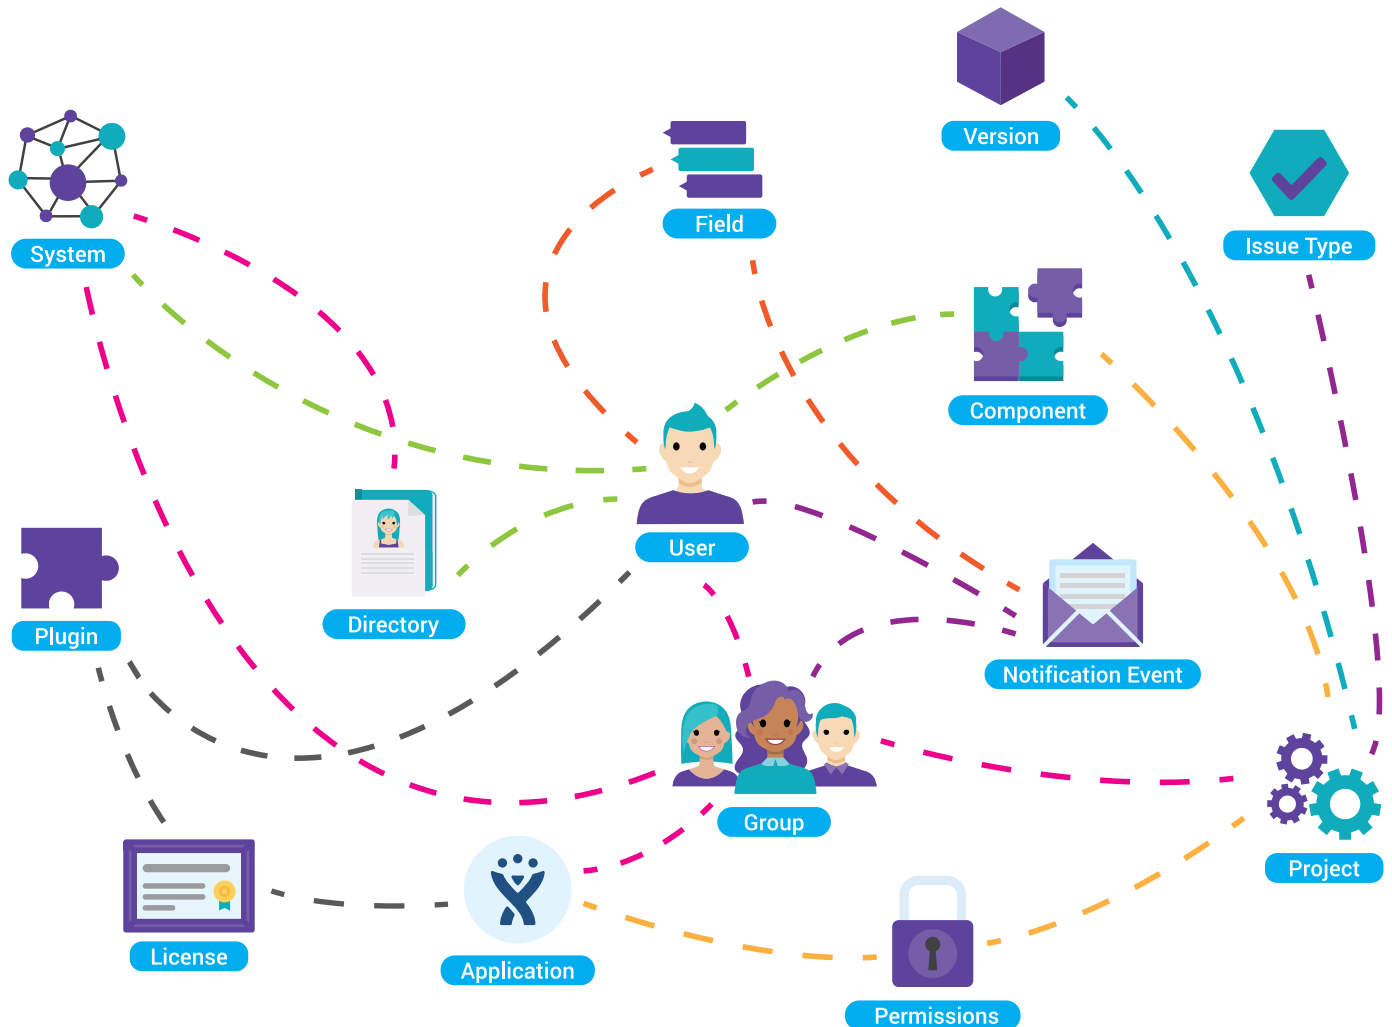 Version
System
Field
Issue Type
Component
User
Directory
Plugin
Notification Event
Group
Project
License
Application
Permissions